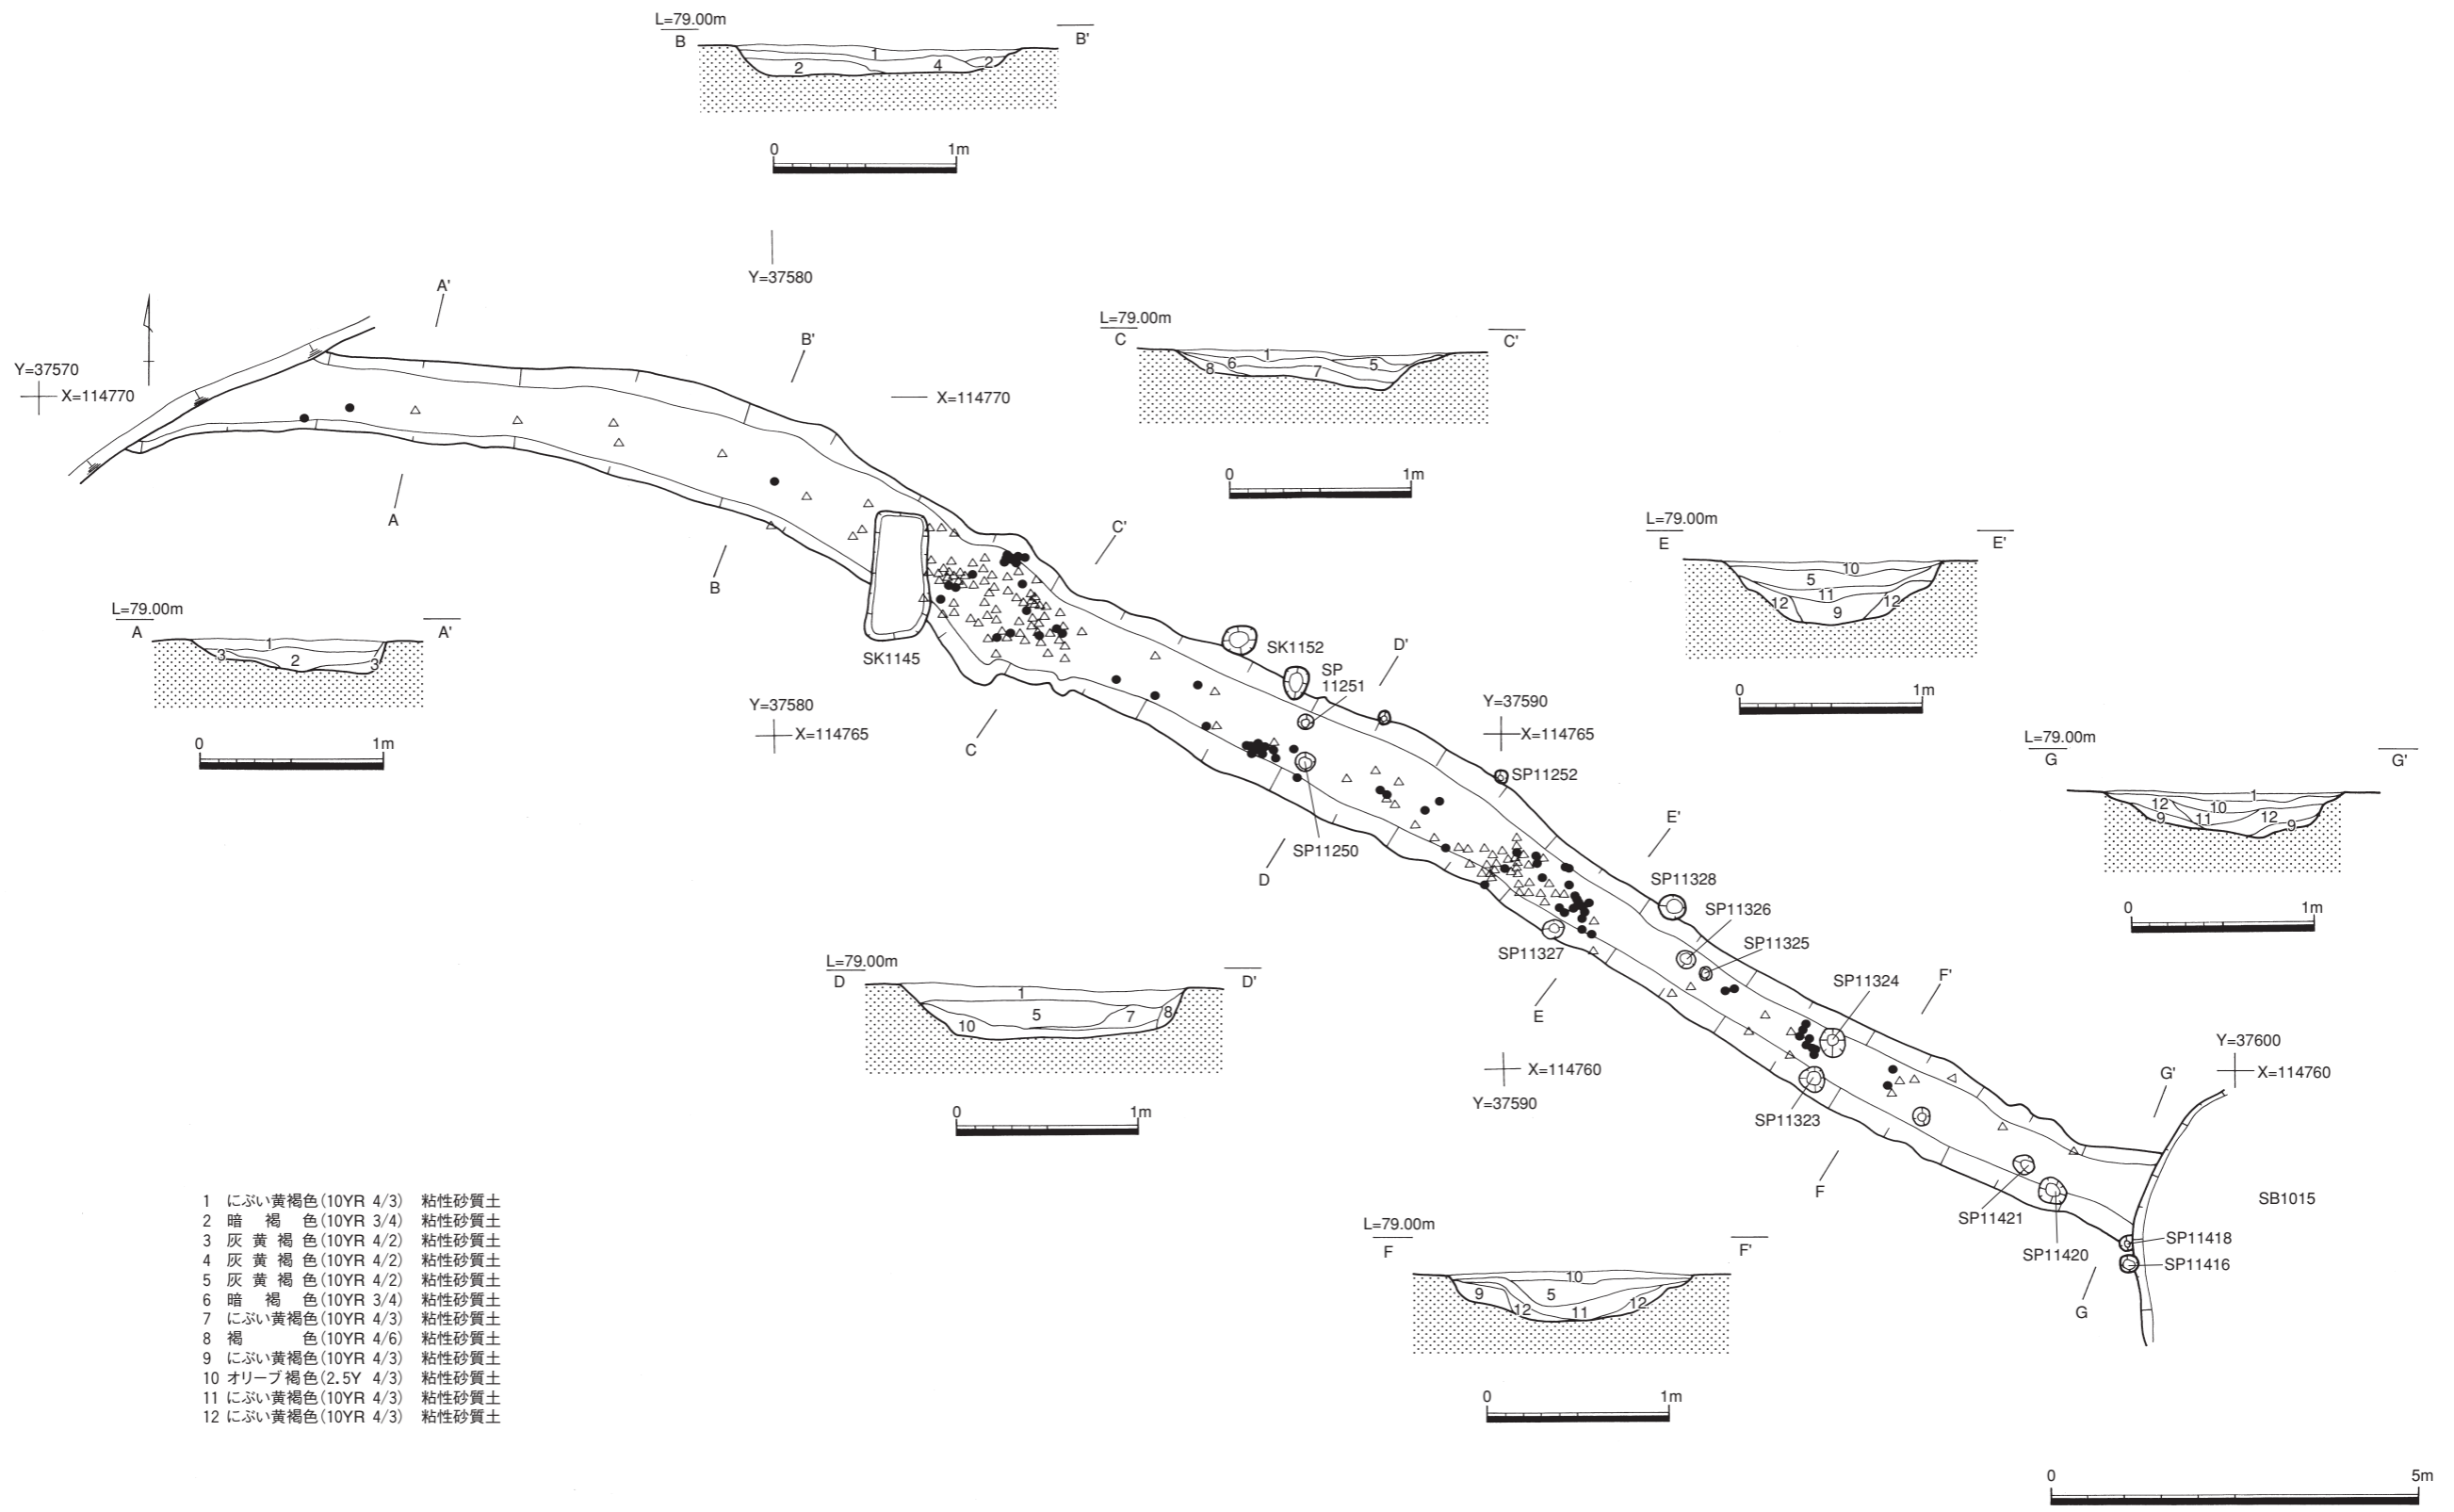 L=79.00m
B B'
1
2 4 2
0 1m
Y=37580
A'
B'
Y=37570
X=114770
X=114770
L=79.00m
C C'
1
6 5
8 7
0 1m
A
B
C'
L=79.00m
E E'
10
5
11
12 9 12
0 1m
L=79.00m
A A'
1
3 2 3
0 1m
SK1145
SK1152
SP
11251
D'
Y=37580
X=114765
C
Y=37590
X=114765
SP11252
L=79.00m
G G'
1
12 10
9 11 12 9
0 1m
SP11250
D
E'
SP11328
SP11326
SP11325
SP11327
SP11324
F'
E
L=79.00m
D D'
1
5 7 8
10
0 1m
X=114760
Y=37590
SP11323
F
Y=37600
X=114760
G'
SB1015
SP11421
SP11420
SP11418
SP11416
G
L=79.00m
F F'
10
9 5
12 11 12
0 1m
1 にぶい黄褐色(10YR 4/3) 粘性砂質土
2 暗褐色(10YR 3/4) 粘性砂質土
3 灰黄褐色(10YR 4/2) 粘性砂質土
4 灰黄褐色(10YR 4/2) 粘性砂質土
5 灰黄褐色(10YR 4/2) 粘性砂質土
6 暗褐色(10YR 3/4) 粘性砂質土
7 にぶい黄褐色(10YR 4/3) 粘性砂質土
8 褐色(10YR 4/6) 粘性砂質土
9 にぶい黄褐色(10YR 4/3) 粘性砂質土
10 オリーブ褐色(2.5Y 4/3) 粘性砂質土
11 にぶい黄褐色(10YR 4/3) 粘性砂質土
12 にぶい黄褐色(10YR 4/3) 粘性砂質土
0 5m